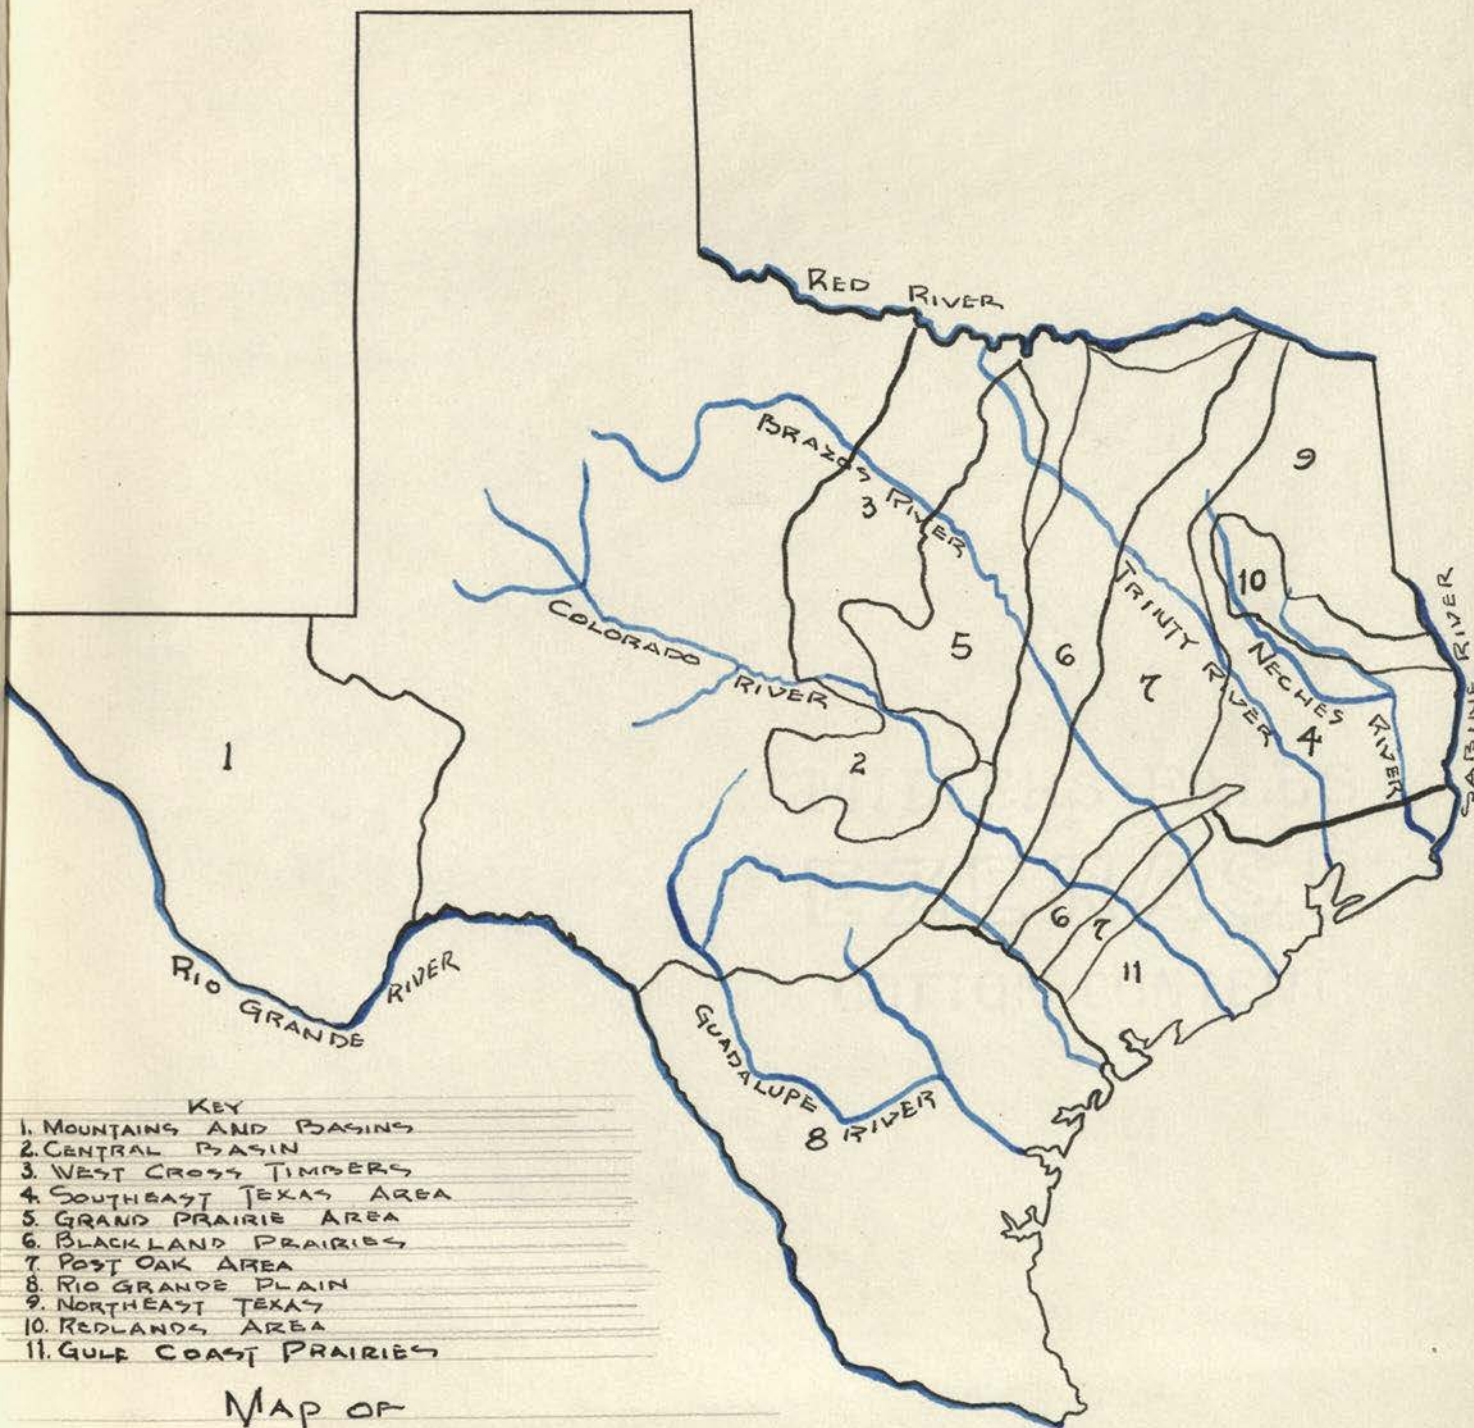 RED RIVER
BRAZOS RIVER
3
9
10
COLORADO RIVER
TRINTY RIVER
NECHES RIVER
SABINE RIVER
5
6
7
4
1
2
6
7
11
RIO GRANDE RIVER
GUADALUPE RIVER
8
KEY
1. MOUNTAINS AND BASINS
2. CENTRAL BASIN
3. WEST CROSS TIMBERS
4. SOUTHEAST TEXAS AREA
5. GRAND PRAIRIE AREA
6. BLACKLAND PRAIRIES
7. POST OAK AREA
8. RIO GRANDE PLAIN
9. NORTHEAST TEXAS
10. REDLANDS AREA
11. GULF COAST PRAIRIES
MAP OF